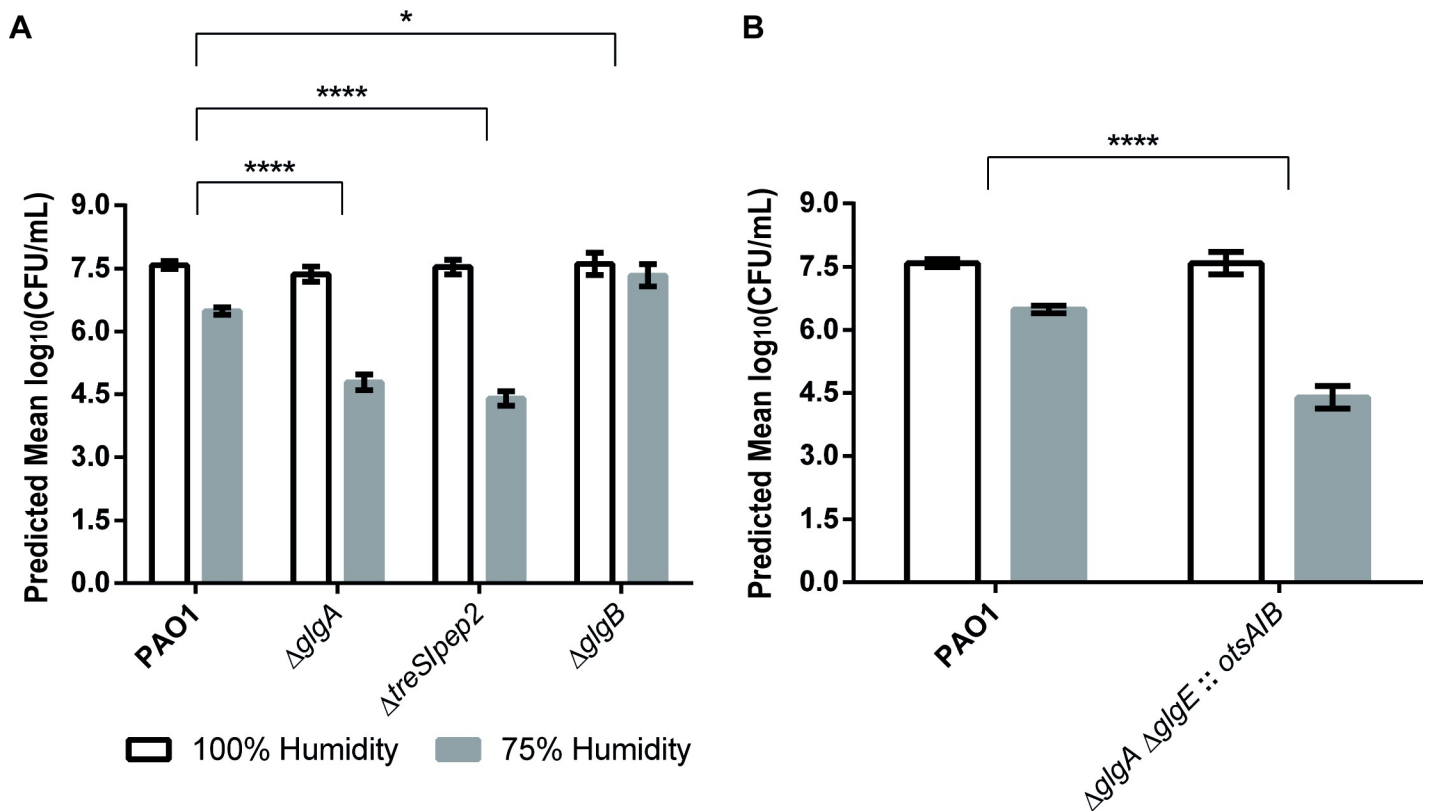 A
B
*
****
****
****
Predicted Mean log10(CFU/mL)
9.0
7.5
6.0
4.5
3.0
1.5
0.0
PAO1
ΔglgA
ΔtreS/pep2
ΔglgB
Predicted Mean log10(CFU/mL)
9.0
7.5
6.0
4.5
3.0
1.5
0.0
PAO1
ΔglgA ΔglgE :: otsA/B
100% Humidity
75% Humidity